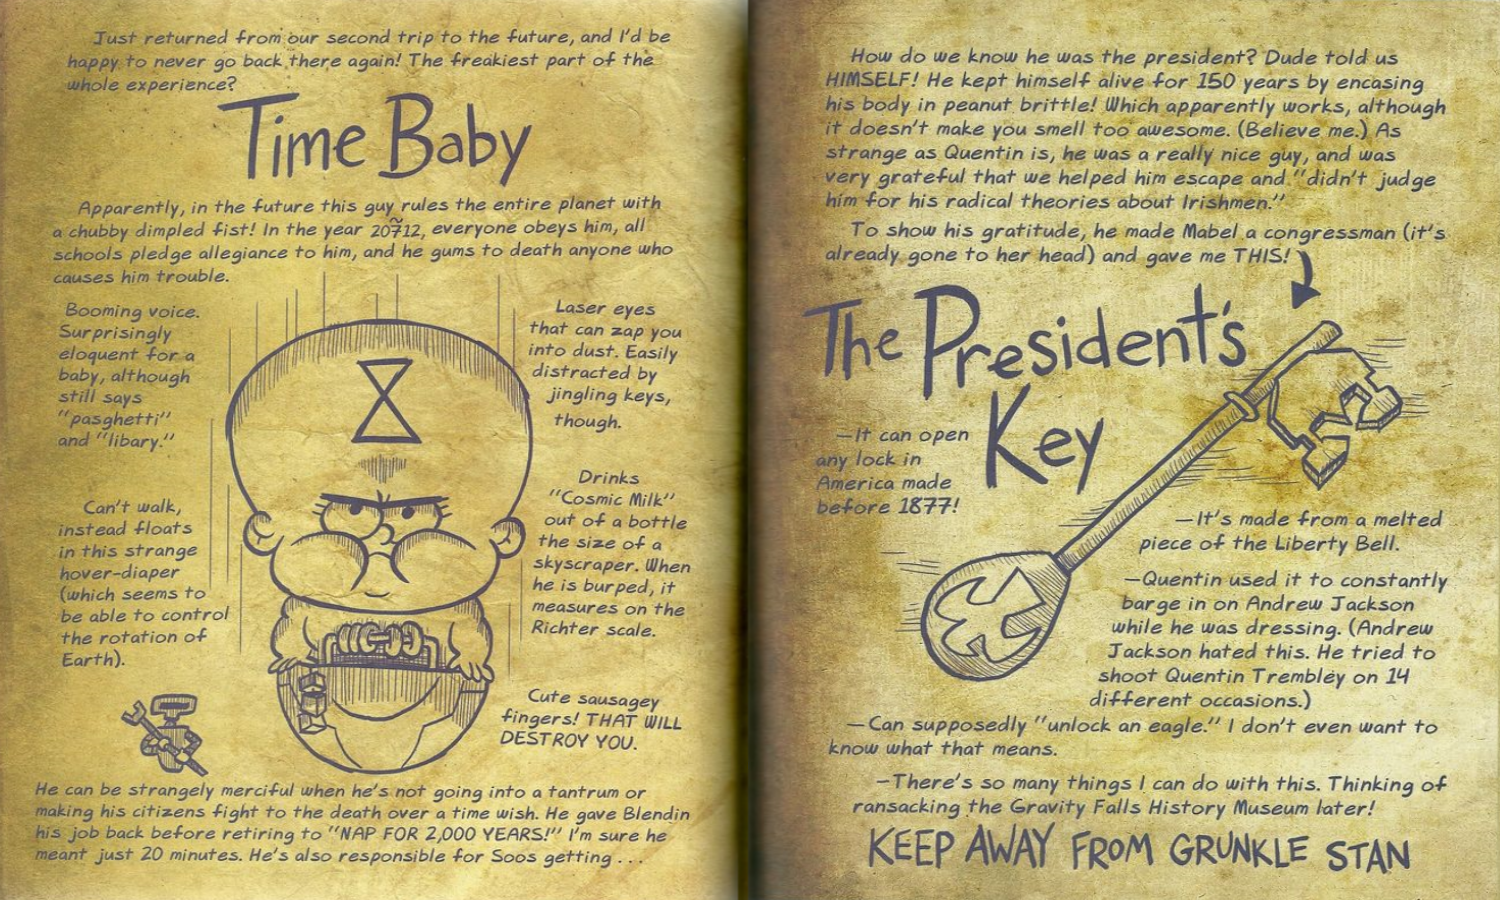 Just returned from our second trip to the future, and I'd be
happy to never go back there again! The freakiest part of the
whole experience?
Time Baby
Apparently, in the future this guy rules the entire planet with
a chubby dimpled fist! In the year 207̃12, everyone obeys him, all
schools pledge allegiance to him, and he gums to death anyone who
causes him trouble.
Booming voice.
Surprisingly
eloquent for a
baby, although
still says
"pasghetti"
and "libary."
Laser eyes
that can zap you
into dust. Easily
distracted by
jingling keys,
though.
Can't walk,
instead floats
in this strange
hover-diaper
(which seems to
be able to control
the rotation of
Earth).
Drinks
"Cosmic Milk"
out of a bottle
the size of a
skyscraper. When
he is burped, it
measures on the
Richter scale.
Cute sausagey
fingers! THAT WILL
DESTROY YOU.
He can be strangely merciful when he's not going into a tantrum or
making his citizens fight to the death over a time wish. He gave Blendin
his job back before retiring to "NAP FOR 2,000 YEARS!" I'm sure he
meant just 20 minutes. He's also responsible for Soos getting . . .
How do we know he was the president? Dude told us
HIMSELF! He kept himself alive for 150 years by encasing
his body in peanut brittle! Which apparently works, although
it doesn't make you smell too awesome. (Believe me.) As
strange as Quentin is, he was a really nice guy, and was
very grateful that we helped him escape and "didn't judge
him for his radical theories about Irishmen."
To show his gratitude, he made Mabel a congressman (it's
already gone to her head) and gave me THIS!
The President's
Key
—It can open
any lock in
America made
before 1877!
—It's made from a melted
piece of the Liberty Bell.
—Quentin used it to constantly
barge in on Andrew Jackson
while he was dressing. (Andrew
Jackson hated this. He tried to
shoot Quentin Trembley on 14
different occasions.)
—Can supposedly "unlock an eagle." I don't even want to
know what that means.
—There's so many things I can do with this. Thinking of
ransacking the Gravity Falls History Museum later!
KEEP AWAY FROM GRUNKLE STAN